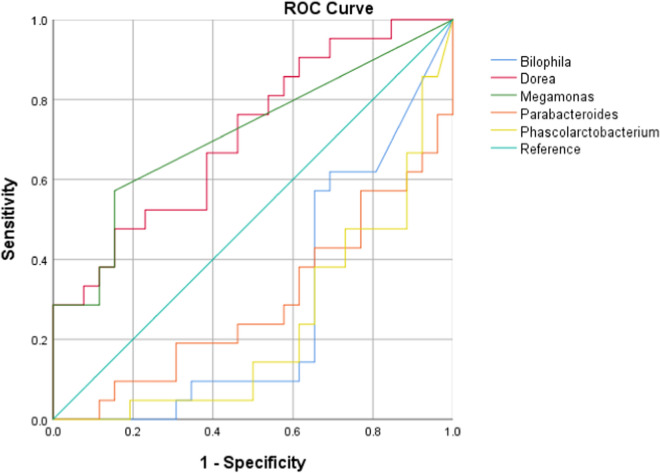 ROC Curve
1.0
0.8
0.6
0.4
0.2
0.0
Sensitivity
0.0 0.2 0.4 0.6 0.8 1.0
1 - Specificity
Bilophila
Dorea
Megamonas
Parabacteroides
Phascolarctobacterium
Reference